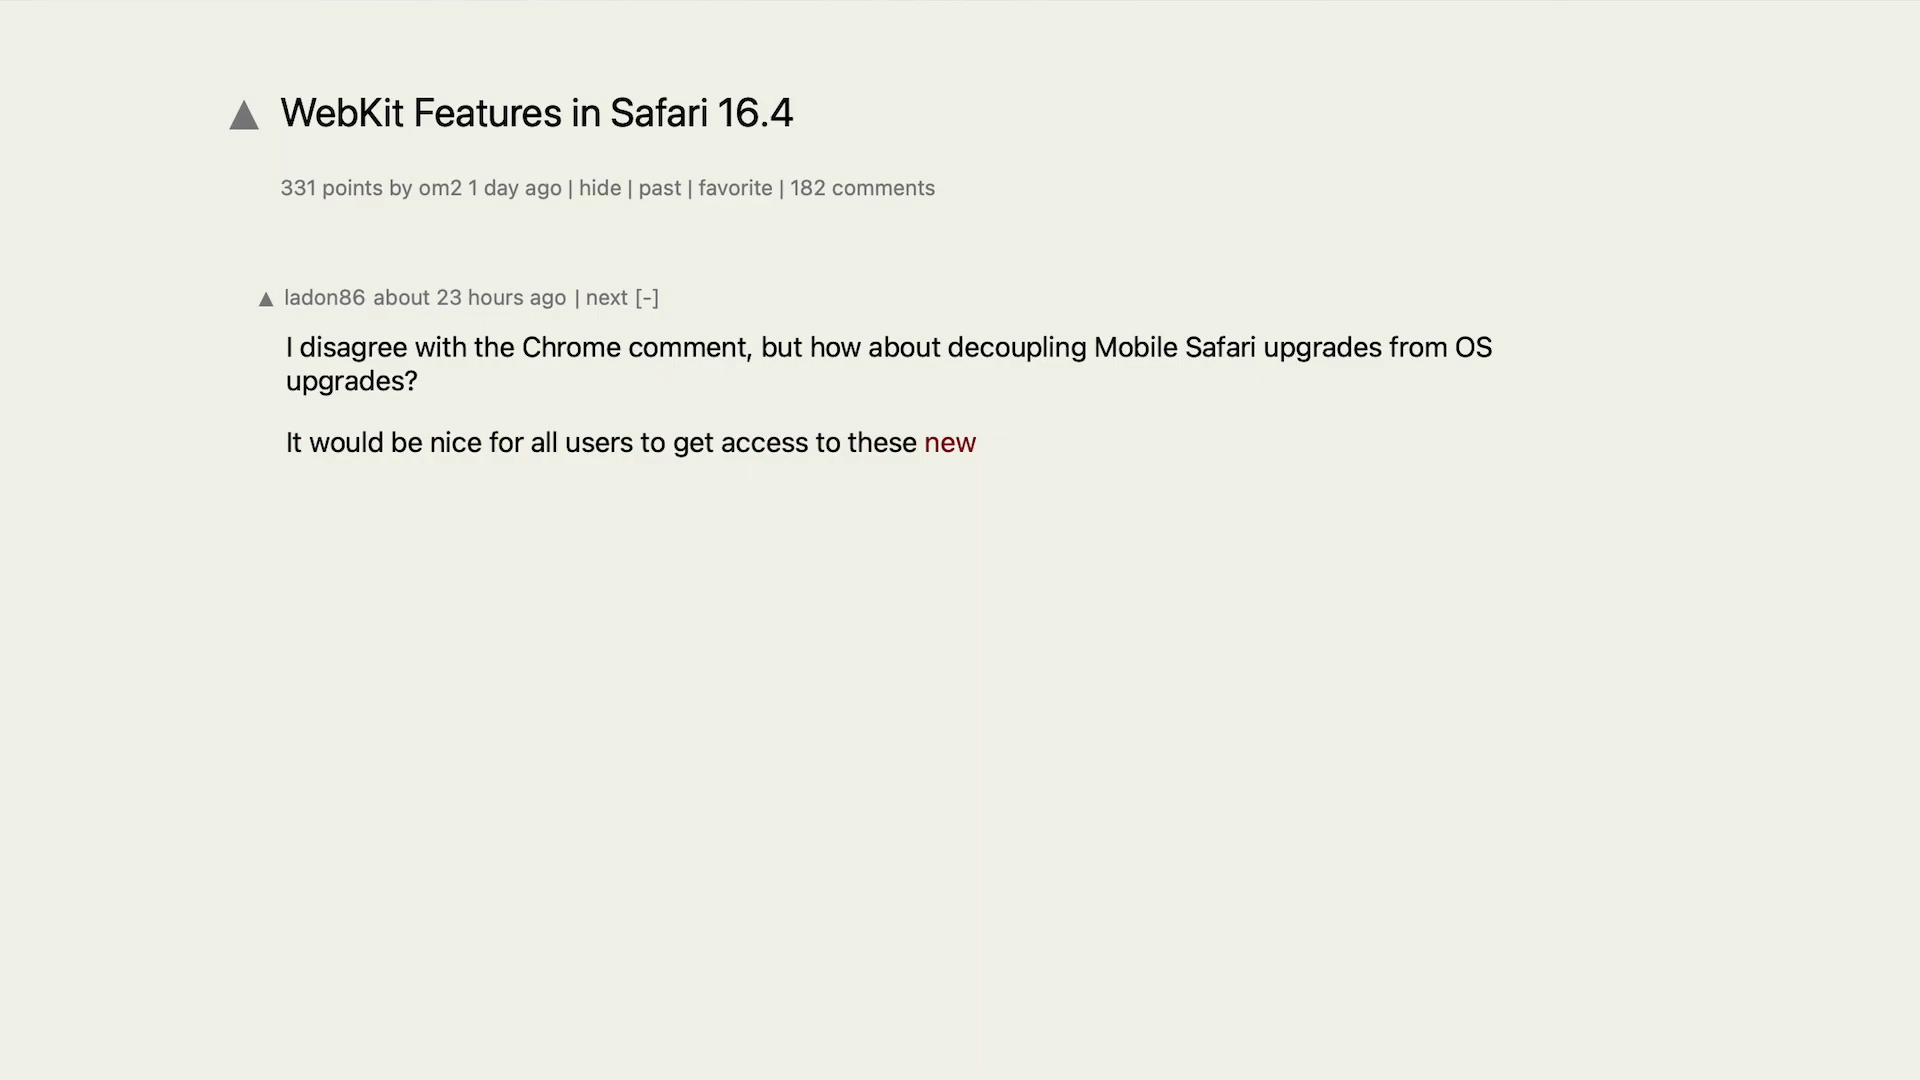 ▲ WebKit Features in Safari 16.4
331 points by om2 1 day ago | hide | past | favorite | 182 comments
▲ ladon86 about 23 hours ago | next [-]
I disagree with the Chrome comment, but how about decoupling Mobile Safari upgrades from OS
upgrades?
It would be nice for all users to get access to these new